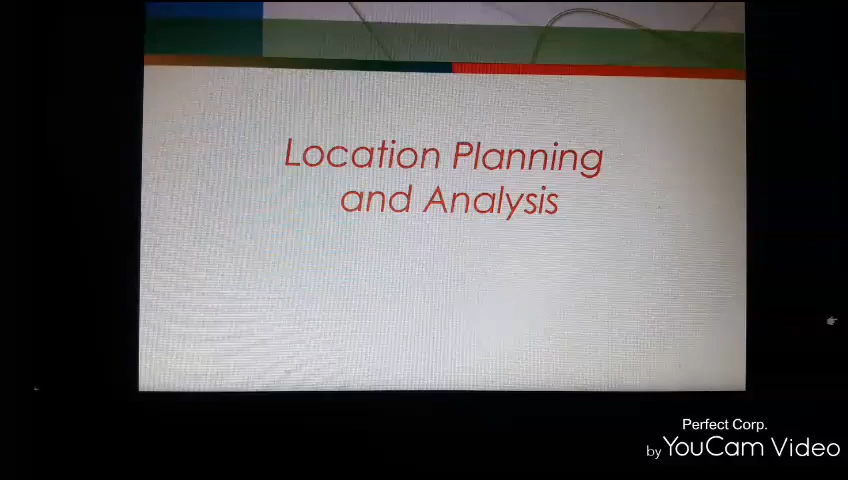 Location Planning
and Analysis
Perfect Corp.
by YouCam Video